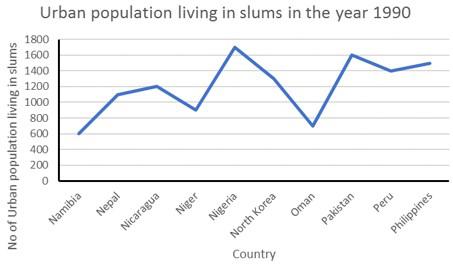 Urban population living in slums in the year 1990
No of Urban population living in slums
1800
1600
1400
1200
1000
800
600
400
200
0
Namibia
Nepal
Nicaragua
Niger
Nigeria
North Korea
Oman
Pakistan
Peru
Philippines
Country